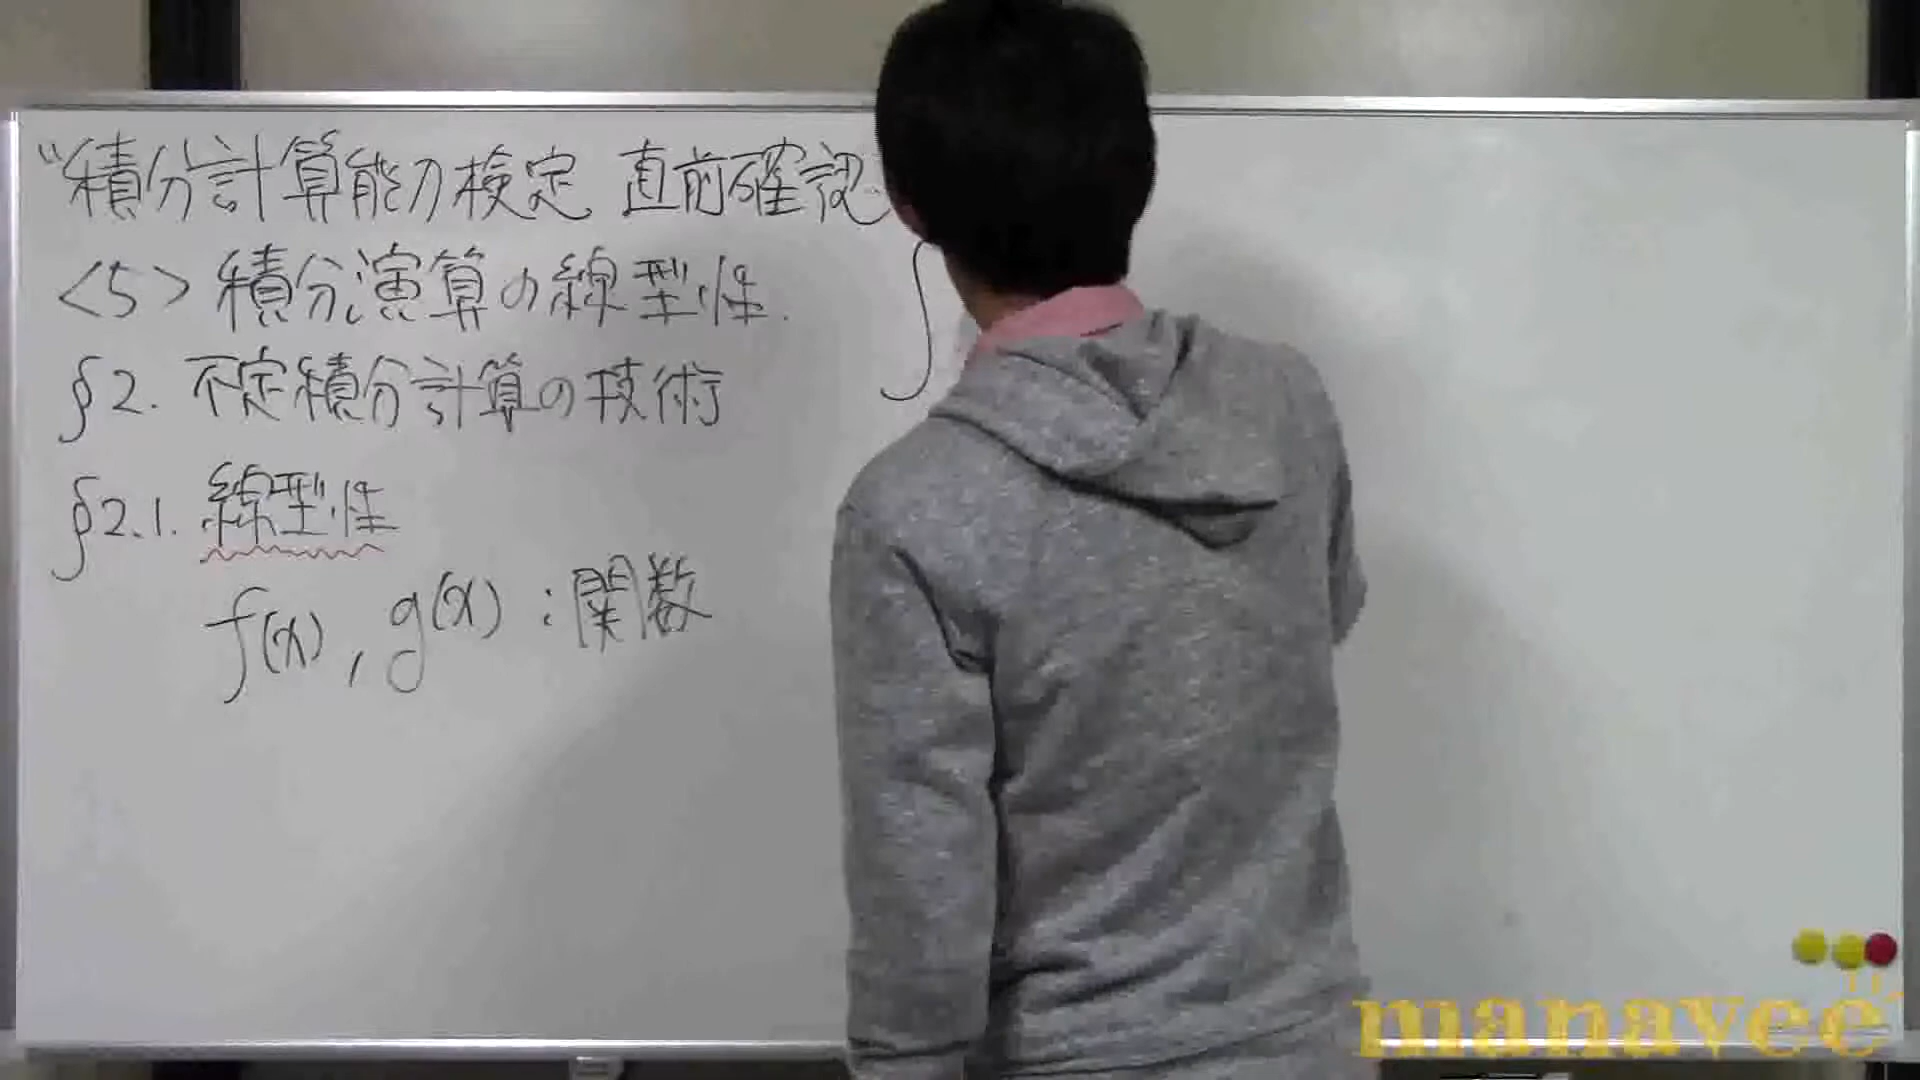 “積分計算能力検定 直前確認
<5> 積分演算の線型性.
§2. 不定積分計算の技術
§2.1. 線型性
f(x), g(x) : 関数
∫
manavee